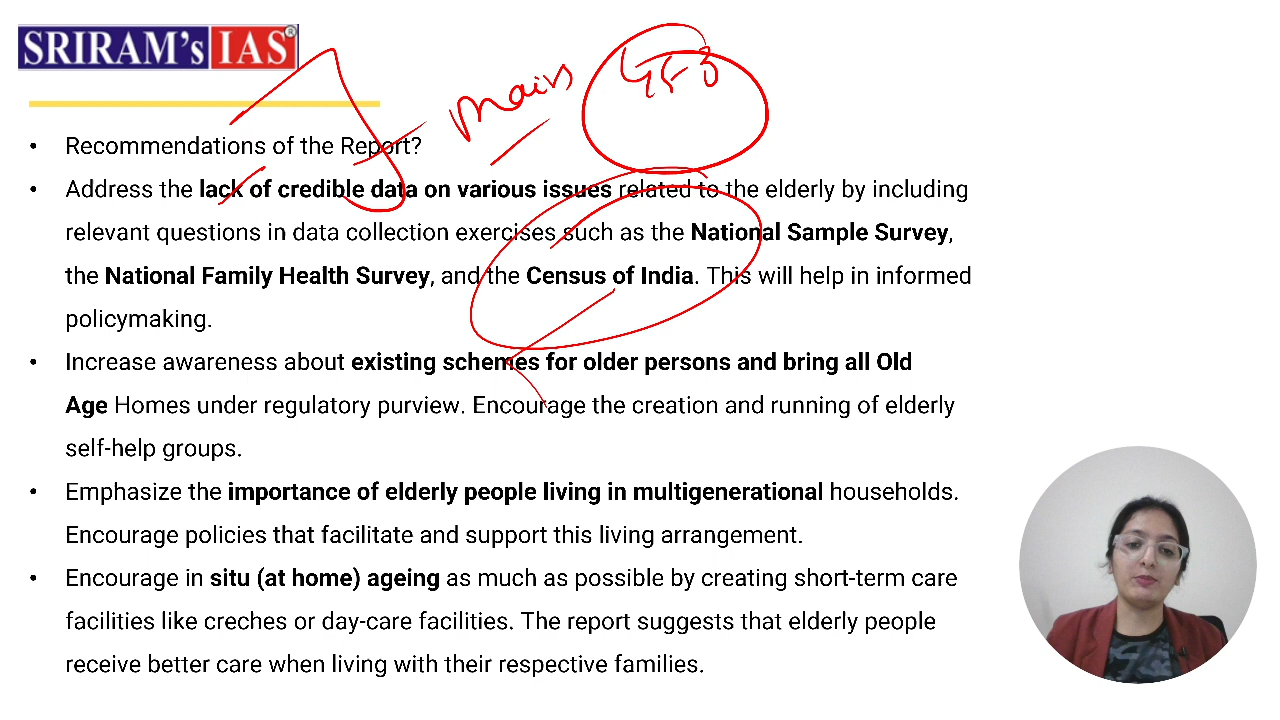 SRIRAM's IAS®
Mains GS-3
• Recommendations of the Report?
• Address the lack of credible data on various issues related to the elderly by including
relevant questions in data collection exercises such as the National Sample Survey,
the National Family Health Survey, and the Census of India. This will help in informed
policymaking.
• Increase awareness about existing schemes for older persons and bring all Old
Age Homes under regulatory purview. Encourage the creation and running of elderly
self-help groups.
• Emphasize the importance of elderly people living in multigenerational households.
Encourage policies that facilitate and support this living arrangement.
• Encourage in situ (at home) ageing as much as possible by creating short-term care
facilities like creches or day-care facilities. The report suggests that elderly people
receive better care when living with their respective families.